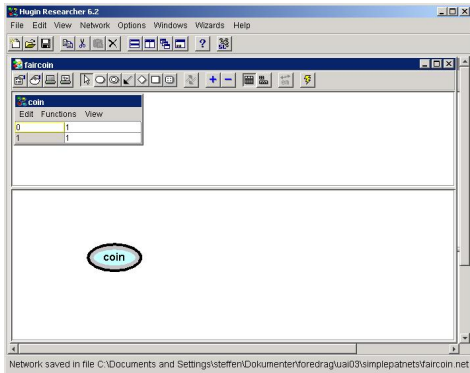 Hugin Researcher 6.2
File Edit View Network Options Windows Wizards Help
faircoin
coin
Edit Functions View
0 1
1 1
coin
Network saved in file C:\Documents and Settings\steffen\Dokumenter\foredrag\uai03\simplepatnets\faircoin.net